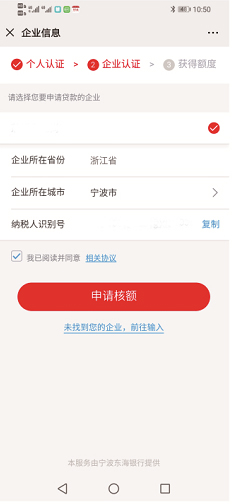 10:50
企业信息
个人认证 > 2 企业认证 > 3 获得额度
请选择您要申请贷款的企业
企业所在省份 浙江省
企业所在城市 宁波市
纳税人识别号 复制
我已阅读并同意 相关协议
申请核额
未找到您的企业，前往输入
本服务由宁波东海银行提供